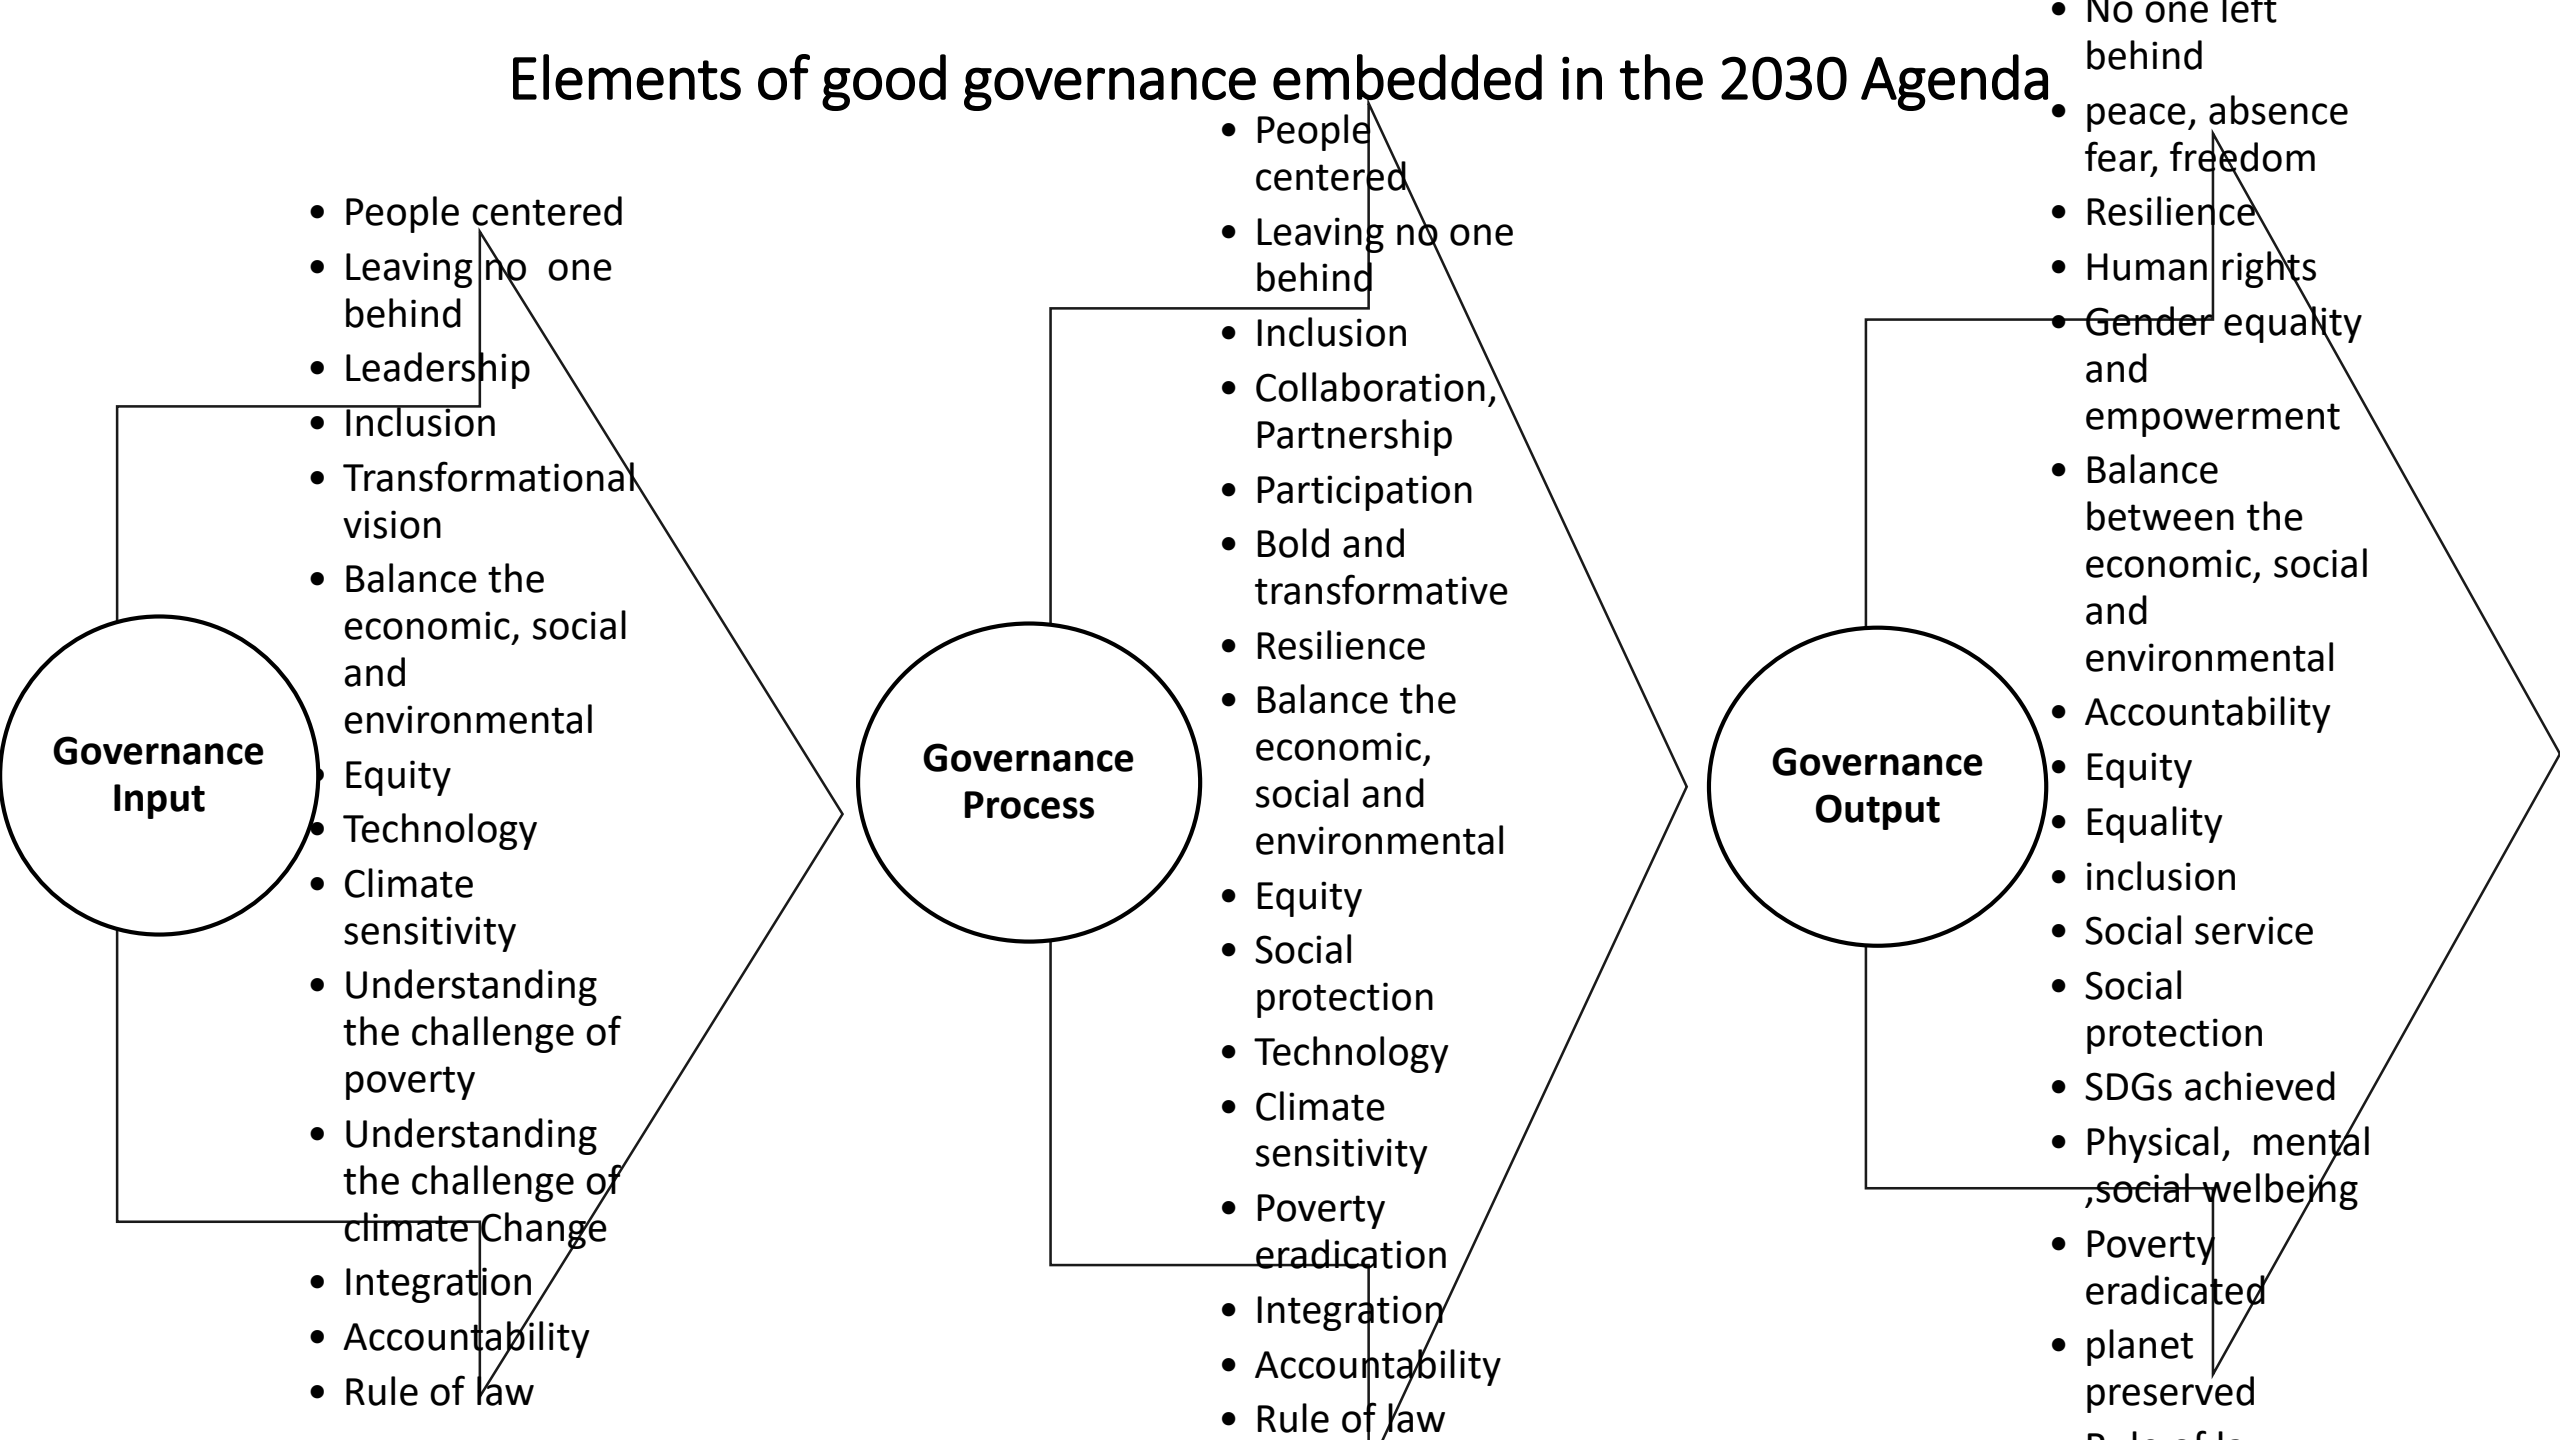 Elements of good governance embedded in the 2030 Agenda
Governance
Input
• People centered
• Leaving no  one
behind
• Leadership
• Inclusion
• Transformational
vision
• Balance the
economic, social
and
environmental
• Equity
• Technology
• Climate
sensitivity
• Understanding
the challenge of
poverty
• Understanding
the challenge of
climate Change
• Integration
• Accountability
• Rule of law
Governance
Process
• People
centered
• Leaving no one
behind
• Inclusion
• Collaboration,
Partnership
• Participation
• Bold and
transformative
• Resilience
• Balance the
economic,
social and
environmental
• Equity
• Social
protection
• Technology
• Climate
sensitivity
• Poverty
eradication
• Integration
• Accountability
• Rule of law
Governance
Output
• No one left
behind
• peace, absence
fear, freedom
• Resilience
• Human rights
• Gender equality
and
empowerment
• Balance
between the
economic, social
and
environmental
• Accountability
• Equity
• Equality
• inclusion
• Social service
• Social
protection
• SDGs achieved
• Physical,  mental
,social welbeing
• Poverty
eradicated
• planet
preserved